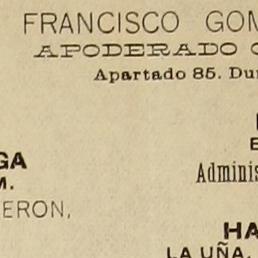 FRANCISCO GOM
APODERADO
Apartado 85. Du
GA
M.
ERON,
E
Adminis
HA
LA UÑA.